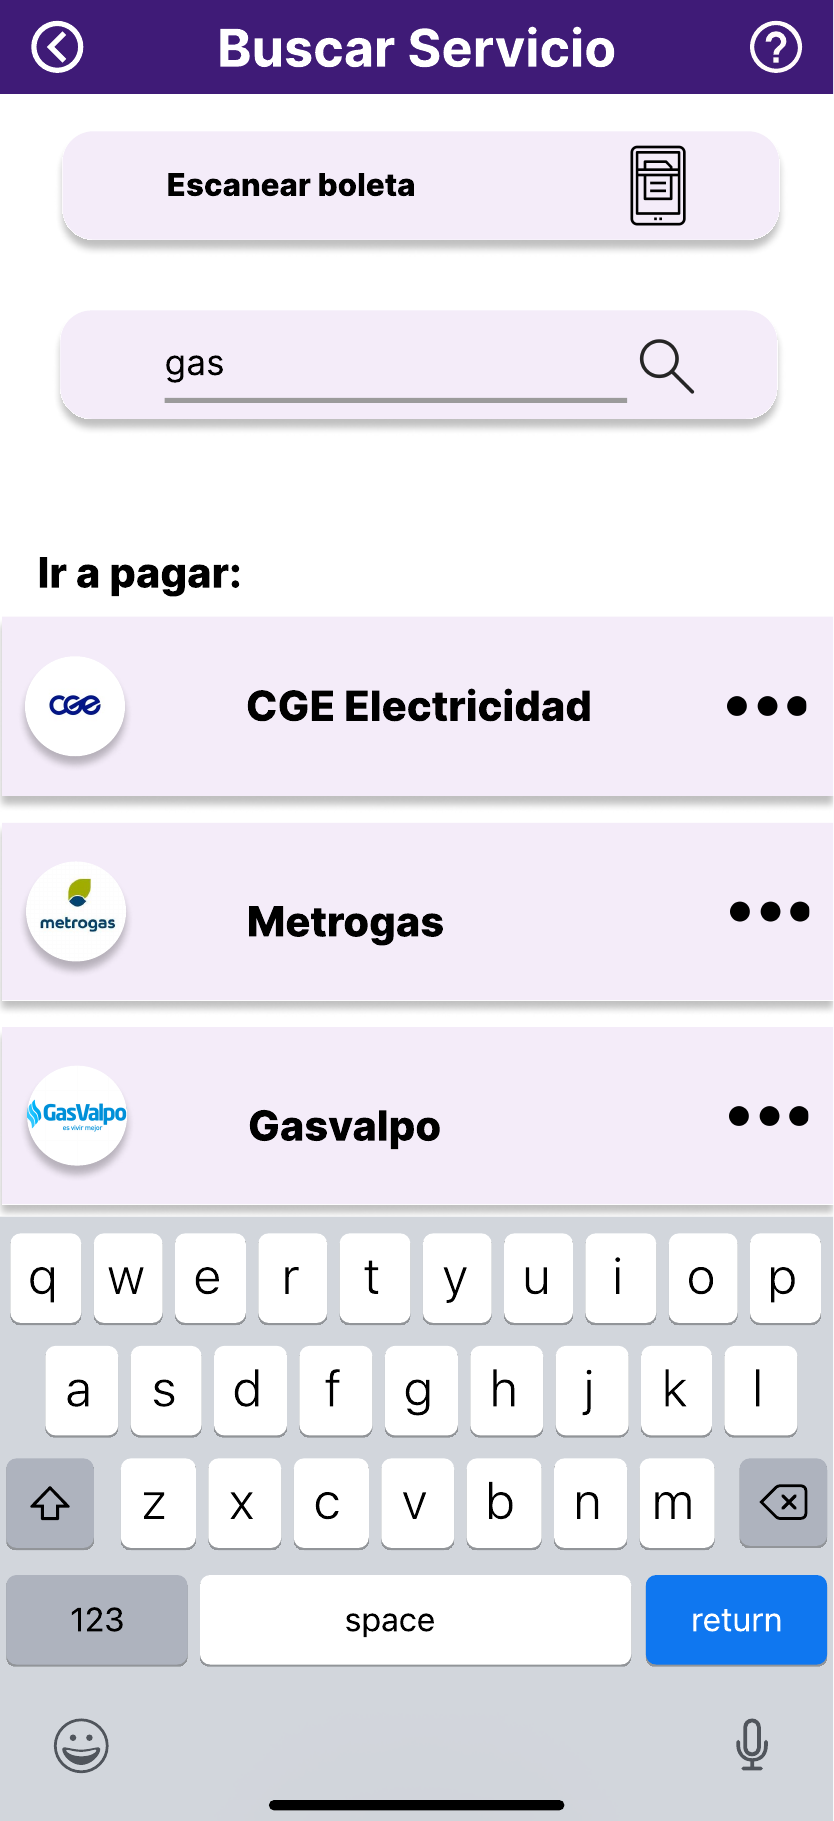 Buscar Servicio
Escanear boleta
gas
Ir a pagar:
cge
CGE Electricidad
metrogas
Metrogas
GasValpo
es vivir mejor
Gasvalpo
q w e r t y u i o p
a s d f g h j k l
z x c v b n m
123 space return